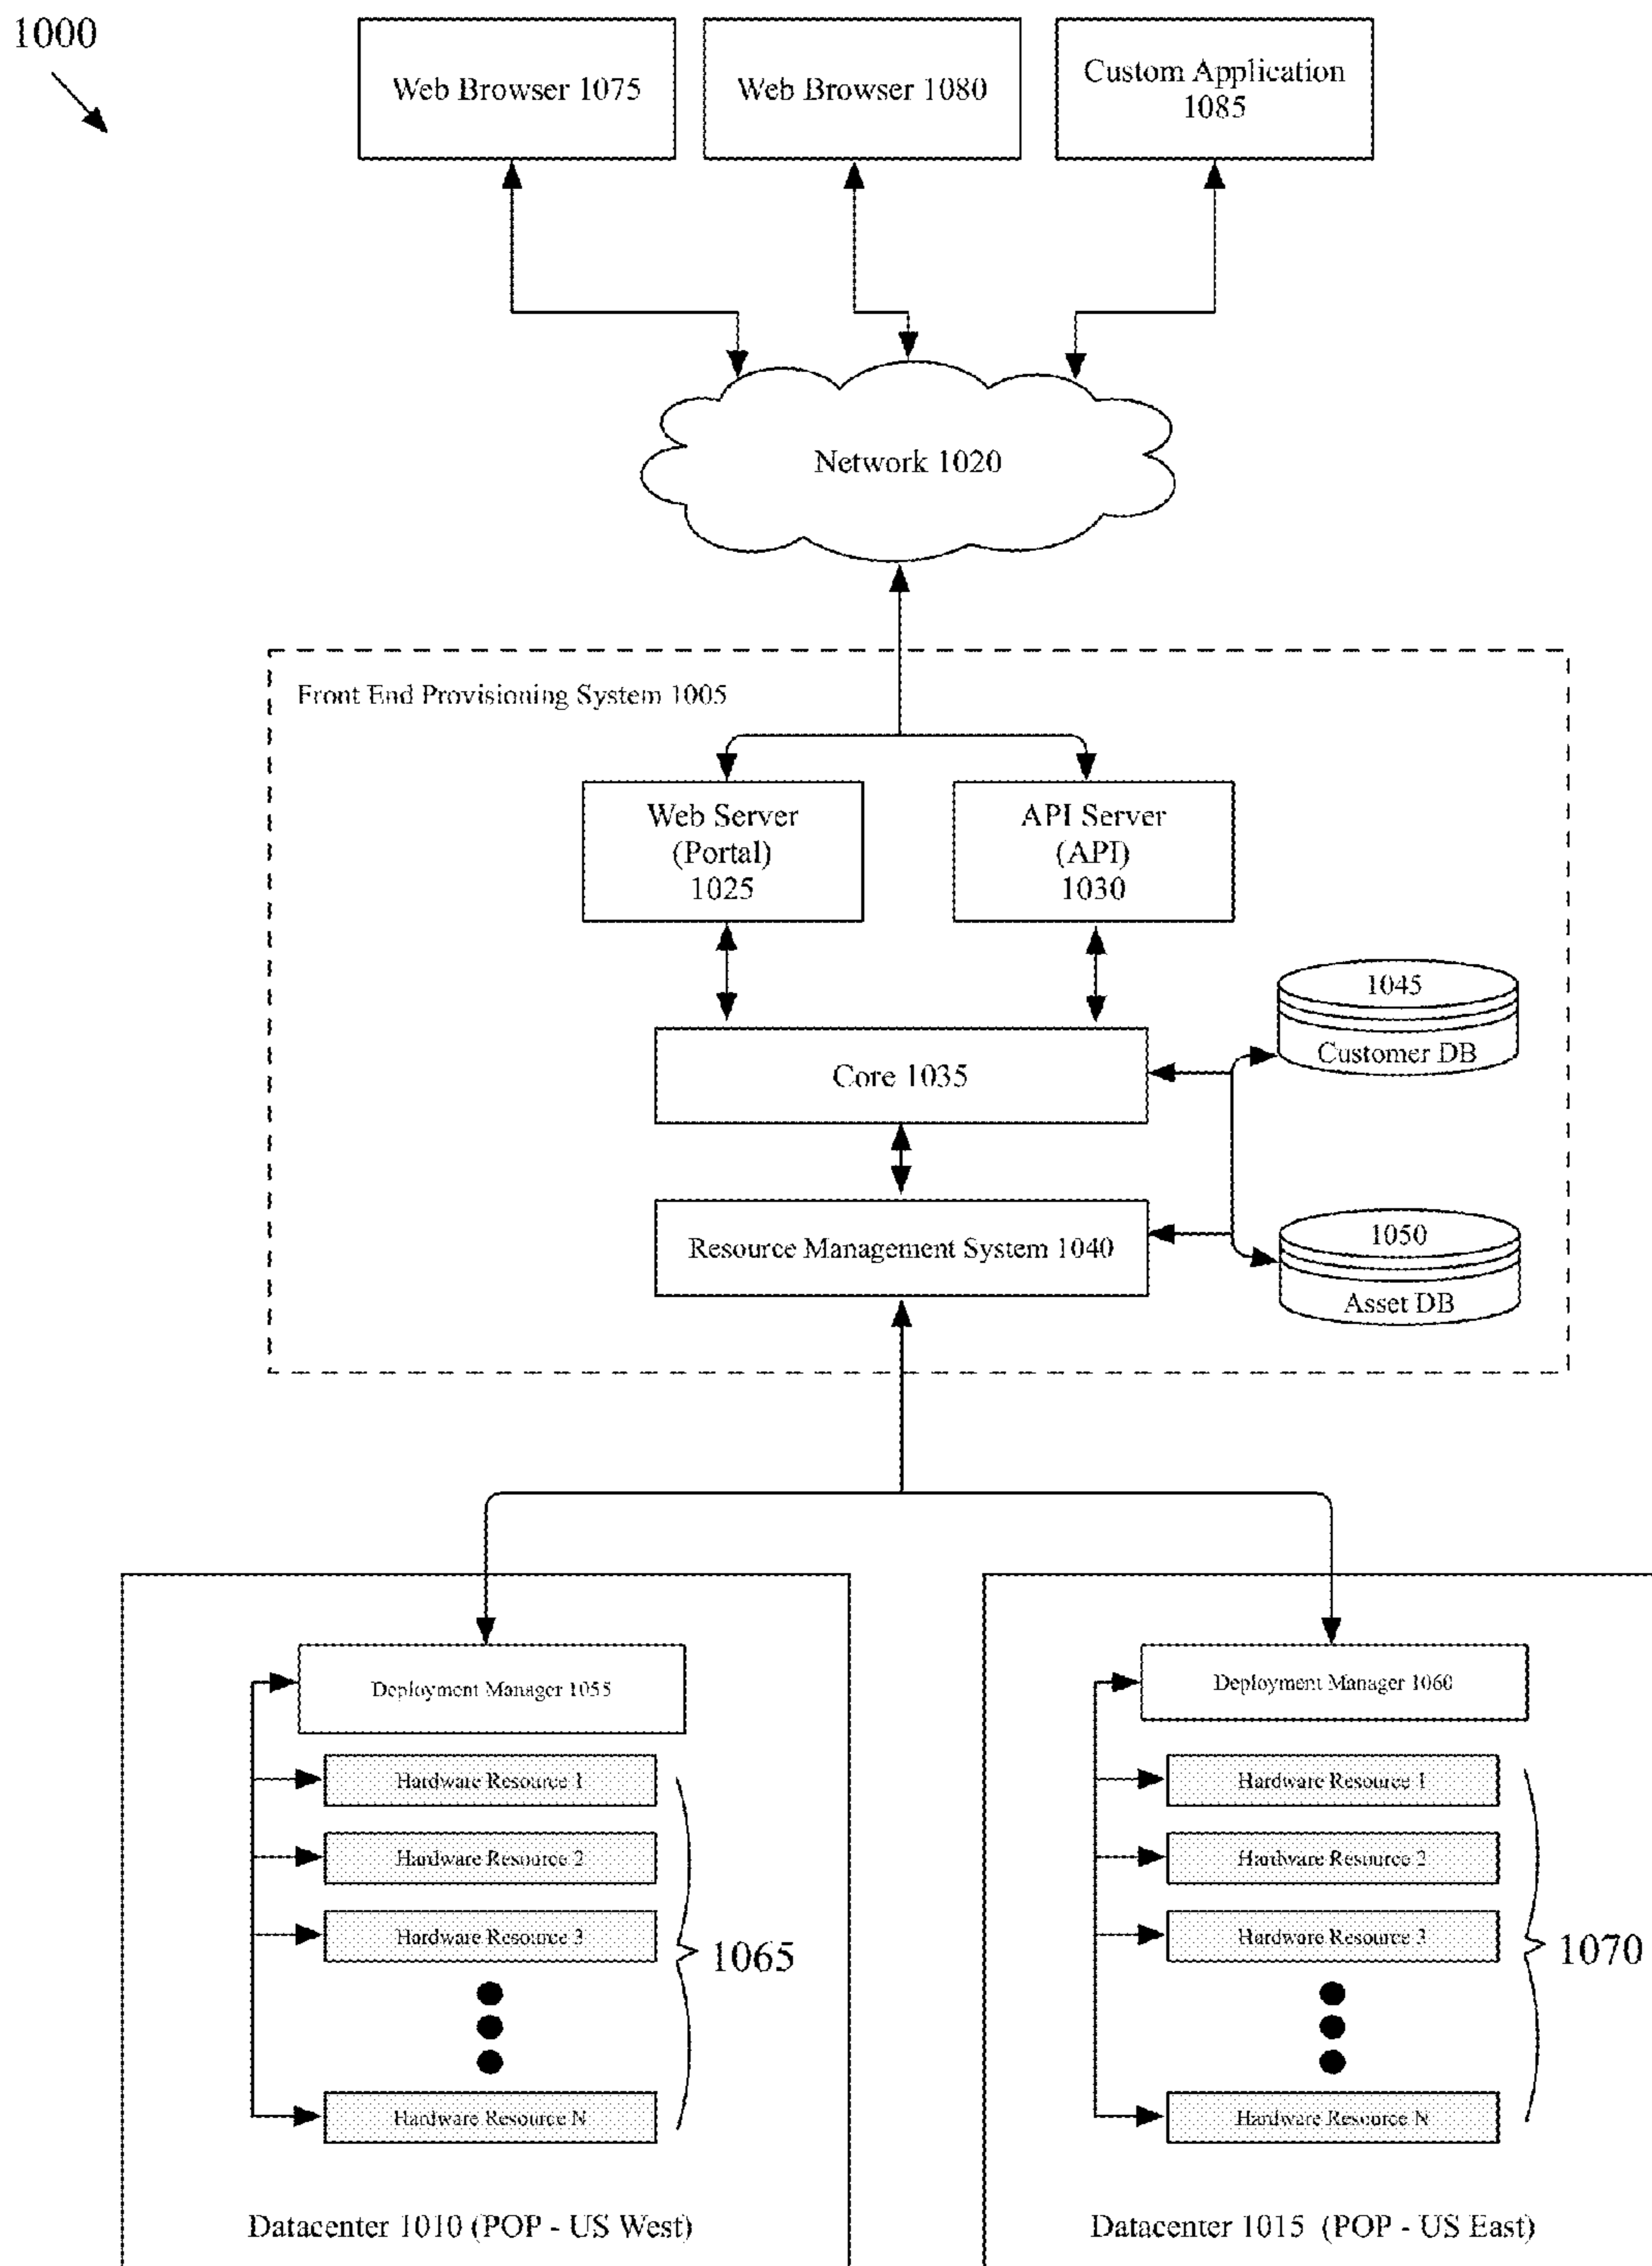 1000
Web Browser 1075
Web Browser 1080
Custom Application
1085
Network 1020
Front End Provisioning System 1005
Web Server
(Portal)
1025
API Server
(API)
1030
1045
Customer DB
Core 1035
Resource Management System 1040
1050
Asset DB
Deployment Manager 1055
Hardware Resource 1
Hardware Resource 2
Hardware Resource 3
Hardware Resource N
1065
Datacenter 1010 (POP - US West)
Deployment Manager 1060
Hardware Resource 1
Hardware Resource 2
Hardware Resource 3
Hardware Resource N
1070
Datacenter 1015 (POP - US East)